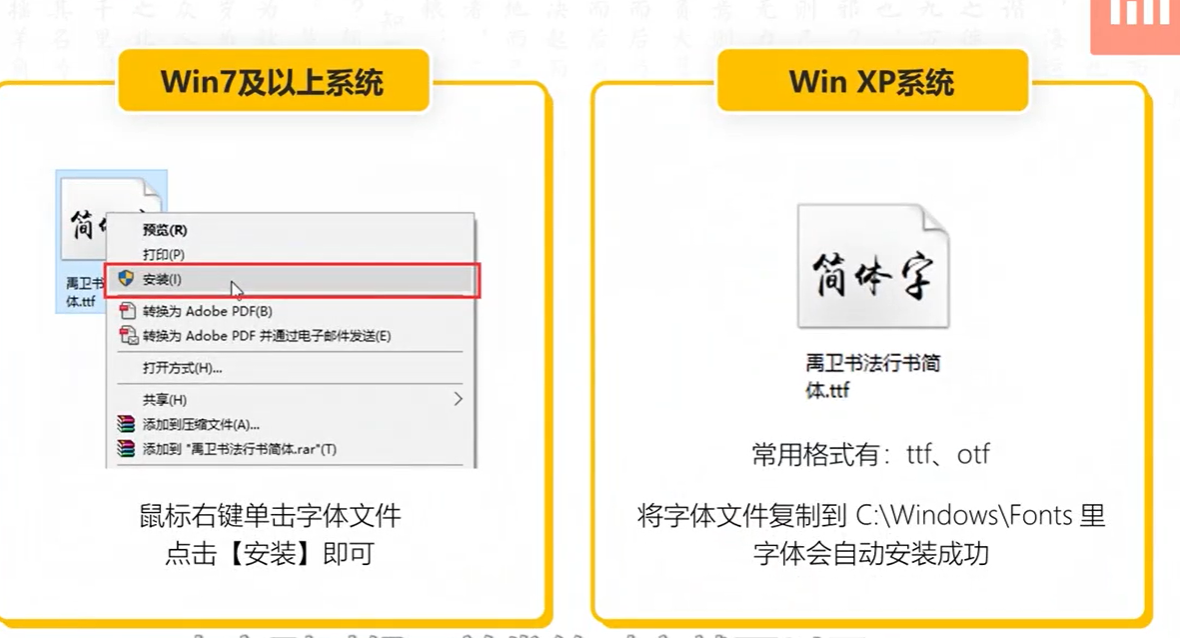 Win7及以上系统
简体
禹卫书
体.ttf
预览(R)
打印(P)
安装(I)
转换为 Adobe PDF(B)
转换为 Adobe PDF 并通过电子邮件发送(E)
打开方式(H)...
共享(H)
添加到压缩文件(A)...
添加到 "禹卫书法行书简体.rar"(T)
鼠标右键单击字体文件
点击【安装】即可
Win XP系统
简体字
禹卫书法行书简
体.ttf
常用格式有：ttf、otf
将字体文件复制到 C:\Windows\Fonts 里
字体会自动安装成功